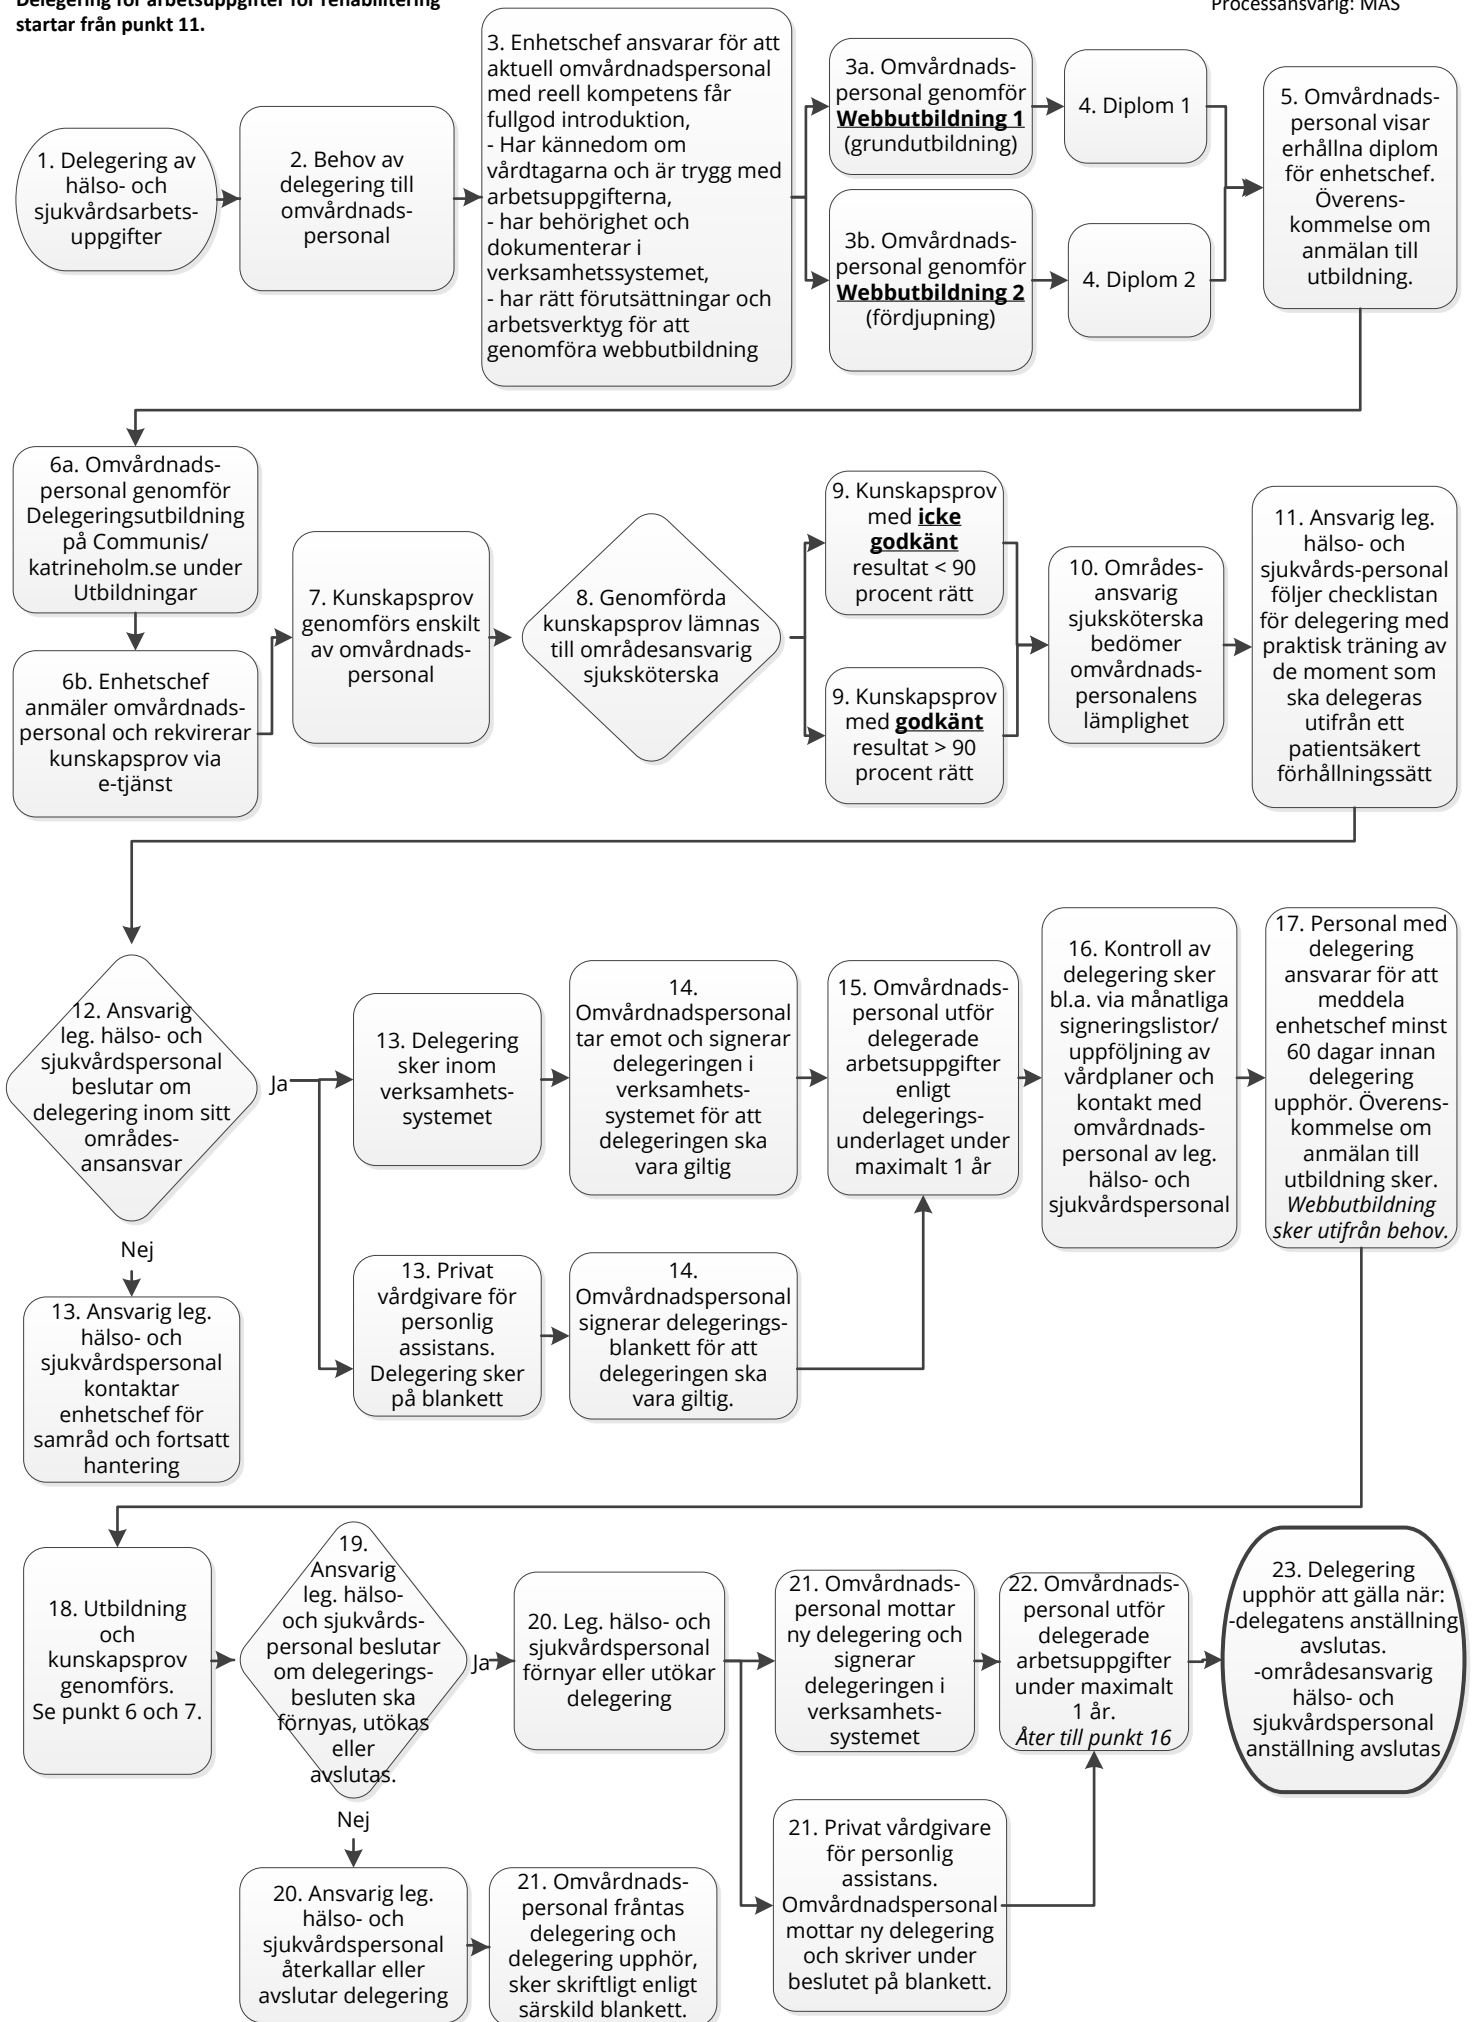 Delegering för arbetsuppgifter för rehabilitering
startar från punkt 11.
Processansvarig: MAS
1. Delegering av
hälso- och
sjukvårdsarbets-
uppgifter
2. Behov av
delegering till
omvårdnads-
personal
3. Enhetschef ansvarar för att
aktuell omvårdnadspersonal
med reell kompetens får
fullgod introduktion,
- Har kännedom om
vårdtagarna och är trygg med
arbetsuppgifterna,
- har behörighet och
dokumenterar i
verksamhetssystemet,
- har rätt förutsättningar och
arbetsverktyg för att
genomföra webbutbildning
3a. Omvårdnads-
personal genomför
Webbutbildning 1
(grundutbildning)
4. Diplom 1
3b. Omvårdnads-
personal genomför
Webbutbildning 2
(fördjupning)
4. Diplom 2
5. Omvårdnads-
personal visar
erhållna diplom
för enhetschef.
Överens-
kommelse om
anmälan till
utbildning.
6a. Omvårdnads-
personal genomför
Delegeringsutbildning
på Communis/
katrineholm.se under
Utbildningar
6b. Enhetschef
anmäler omvårdnads-
personal och rekvirerar
kunskapsprov via
e-tjänst
7. Kunskapsprov
genomförs enskilt
av omvårdnads-
personal
8. Genomförda
kunskapsprov lämnas
till områdesansvarig
sjuksköterska
9. Kunskapsprov
med icke
godkänt
resultat < 90
procent rätt
9. Kunskapsprov
med godkänt
resultat > 90
procent rätt
10. Områdes-
ansvarig
sjuksköterska
bedömer
omvårdnads-
personalens
lämplighet
11. Ansvarig leg.
hälso- och
sjukvårds-personal
följer checklistan
för delegering med
praktisk träning av
de moment som
ska delegeras
utifrån ett
patientsäkert
förhållningssätt
12. Ansvarig
leg. hälso- och
sjukvårdspersonal
beslutar om
delegering inom sitt
områdes-
ansansvar
Ja
Nej
13. Ansvarig leg.
hälso- och
sjukvårdspersonal
kontaktar
enhetschef för
samråd och fortsatt
hantering
13. Delegering
sker inom
verksamhets-
systemet
14.
Omvårdnadspersonal
tar emot och signerar
delegeringen i
verksamhets-
systemet för att
delegeringen ska
vara giltig
13. Privat
vårdgivare för
personlig
assistans.
Delegering sker
på blankett
14.
Omvårdnadspersonal
signerar delegerings-
blankett för att
delegeringen ska
vara giltig.
15. Omvårdnads-
personal utför
delegerade
arbetsuppgifter
enligt
delegerings-
underlaget under
maximalt 1 år
16. Kontroll av
delegering sker
bl.a. via månatliga
signeringslistor/
uppföljning av
vårdplaner och
kontakt med
omvårdnads-
personal av leg.
hälso- och
sjukvårdspersonal
17. Personal med
delegering
ansvarar för att
meddela
enhetschef minst
60 dagar innan
delegering
upphör. Överens-
kommelse om
anmälan till
utbildning sker.
Webbutbildning
sker utifrån behov.
18. Utbildning
och
kunskapsprov
genomförs.
Se punkt 6 och 7.
19.
Ansvarig
leg. hälso-
och sjukvårds-
personal beslutar
om delegerings-
besluten ska
förnyas, utökas
eller
avslutas.
Ja
Nej
20. Leg. hälso- och
sjukvårdspersonal
förnyar eller utökar
delegering
20. Ansvarig leg.
hälso- och
sjukvårdspersonal
återkallar eller
avslutar delegering
21. Omvårdnads-
personal fråntas
delegering och
delegering upphör,
sker skriftligt enligt
särskild blankett.
21. Omvårdnads-
personal mottar
ny delegering och
signerar
delegeringen i
verksamhets-
systemet
21. Privat vårdgivare
för personlig
assistans.
Omvårdnadspersonal
mottar ny delegering
och skriver under
beslutet på blankett.
22. Omvårdnads-
personal utför
delegerade
arbetsuppgifter
under maximalt
1 år.
Åter till punkt 16
23. Delegering
upphör att gälla när:
-delegatens anställning
avslutas.
-områdesansvarig
hälso- och
sjukvårdspersonal
anställning avslutas